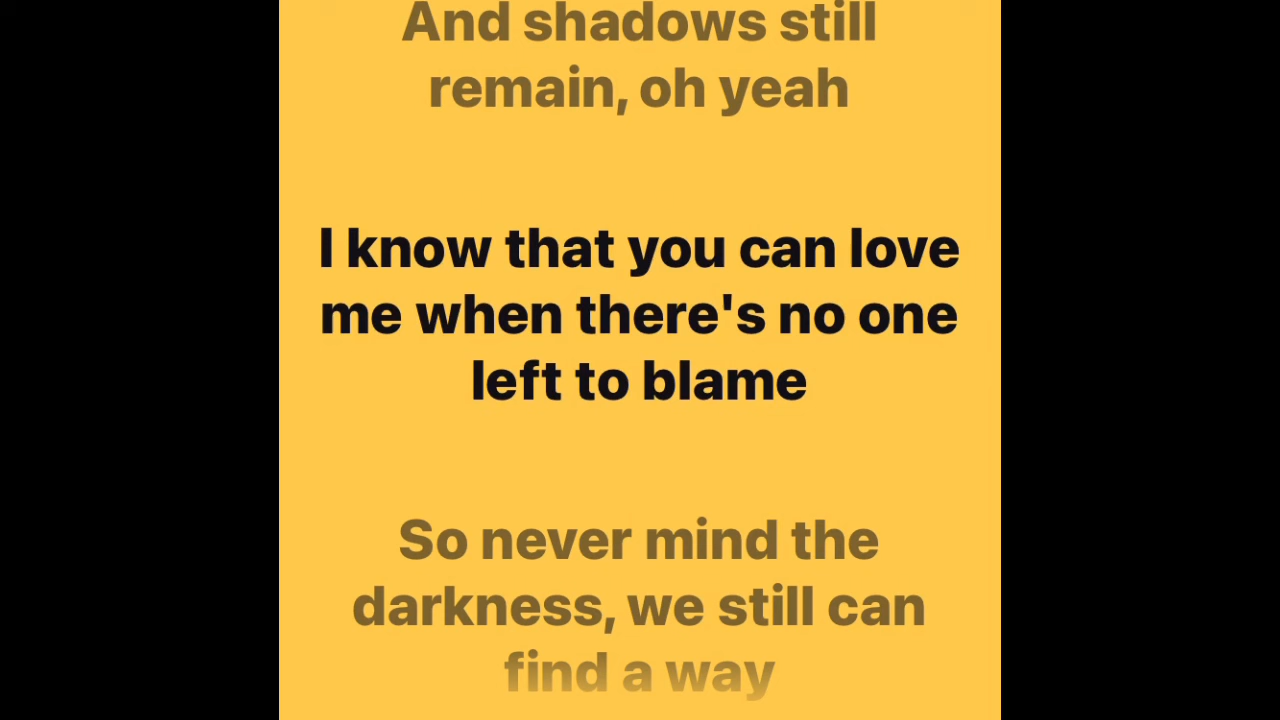 And shadows still
remain, oh yeah
I know that you can love
me when there's no one
left to blame
So never mind the
darkness, we still can
find a way